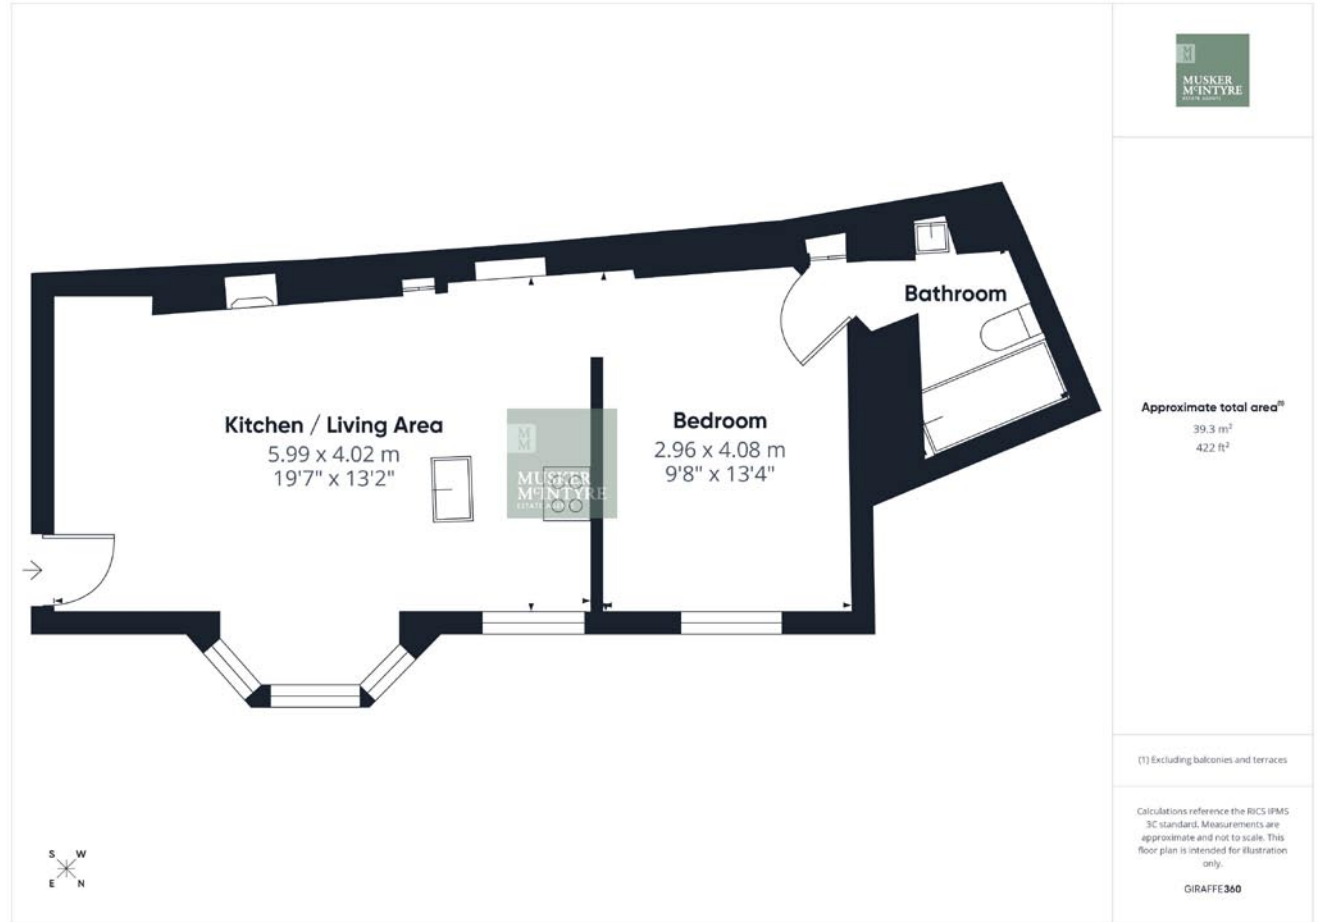 Kitchen / Living Area
5.99 x 4.02 m
19'7" x 13'2"
Bedroom
2.96 x 4.08 m
9'8" x 13'4"
Bathroom
M
M
MUSKER
MCINTYRE
ESTATE AGENTS
S W
E N
M
M
MUSKER
MCINTYRE
ESTATE AGENTS
Approximate total area(1)
39.3 m²
422 ft²
(1) Excluding balconies and terraces
Calculations reference the RICS IPMS
3C standard. Measurements are
approximate and not to scale. This
floor plan is intended for illustration
only.
GIRAFFE360